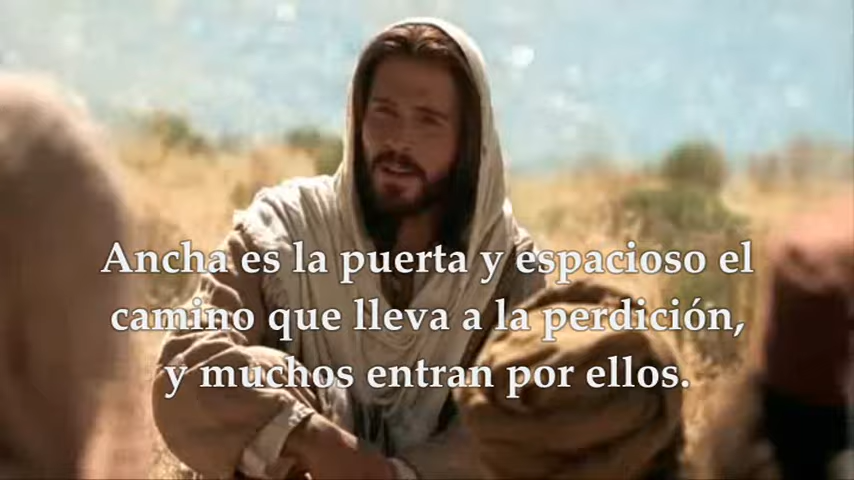 Ancha es la puerta y espacioso el
camino que lleva a la perdición,
y muchos entran por ellos.